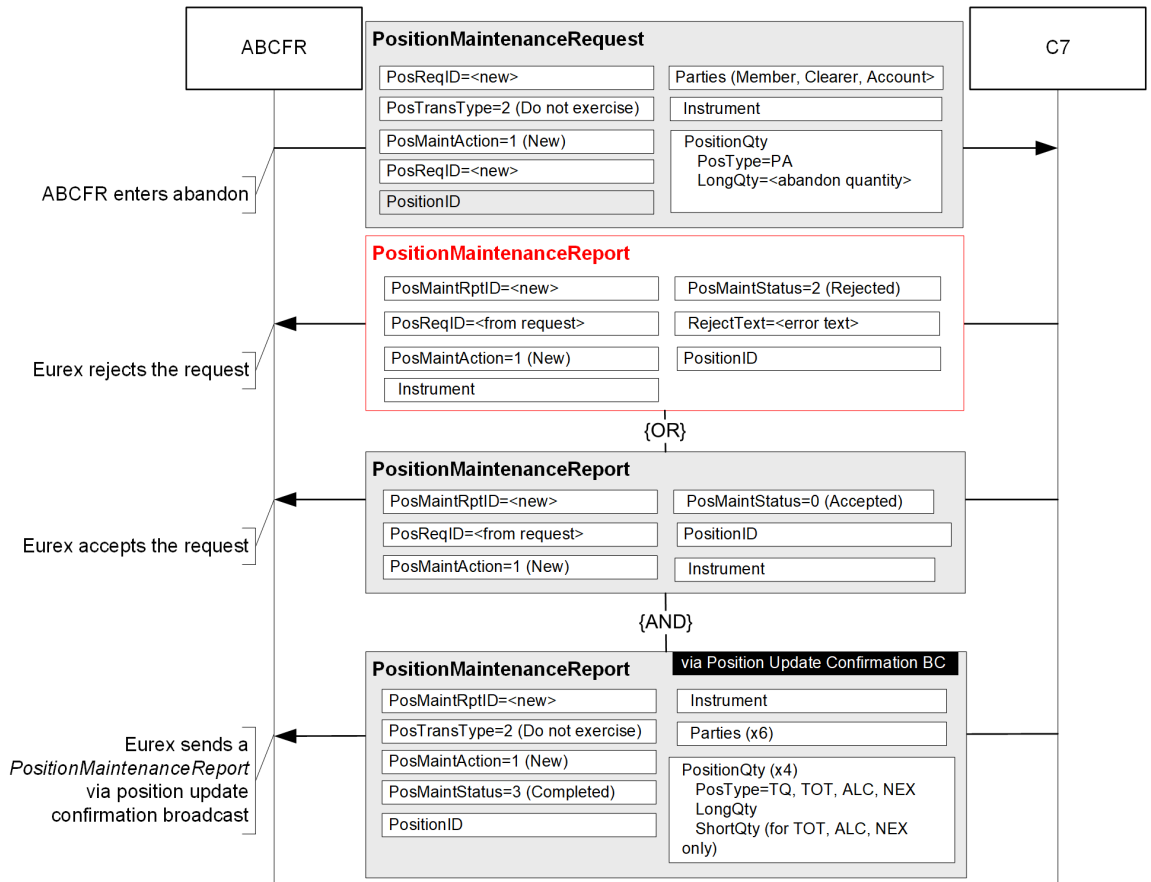 ABCFR
C7
PositionMaintenanceRequest
PosReqID=<new>
Parties (Member, Clearer, Account>
PosTransType=2 (Do not exercise)
Instrument
PosMaintAction=1 (New)
PositionQty
PosType=PA
LongQty=<abandon quantity>
PosReqID=<new>
PositionID
ABCFR enters abandon
PositionMaintenanceReport
PosMaintRptID=<new>
PosMaintStatus=2 (Rejected)
PosReqID=<from request>
RejectText=<error text>
PosMaintAction=1 (New)
PositionID
Instrument
Eurex rejects the request
{OR}
PositionMaintenanceReport
PosMaintRptID=<new>
PosMaintStatus=0 (Accepted)
PosReqID=<from request>
PositionID
PosMaintAction=1 (New)
Instrument
Eurex accepts the request
{AND}
PositionMaintenanceReport
via Position Update Confirmation BC
PosMaintRptID=<new>
Instrument
PosTransType=2 (Do not exercise)
Parties (x6)
PosMaintAction=1 (New)
PosMaintStatus=3 (Completed)
PositionID
PositionQty (x4)
PosType=TQ, TOT, ALC, NEX
LongQty
ShortQty (for TOT, ALC, NEX
only)
Eurex sends a
PositionMaintenanceReport
via position update
confirmation broadcast